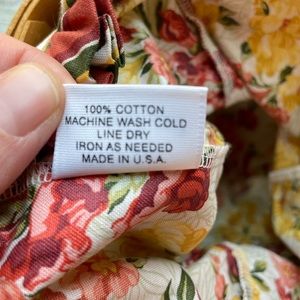 100% COTTON
MACHINE WASH COLD
LINE DRY
IRON AS NEEDED
MADE IN U.S.A.